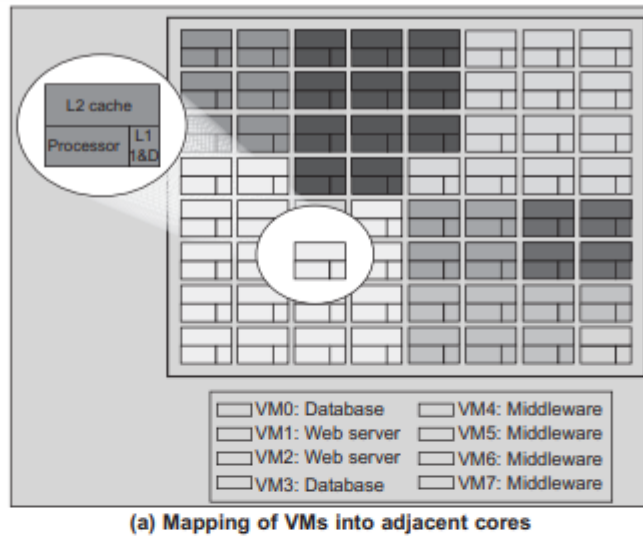 L2 cache
Processor
L1
1&D
VM0: Database
VM4: Middleware
VM1: Web server
VM5: Middleware
VM2: Web server
VM6: Middleware
VM3: Database
VM7: Middleware
(a) Mapping of VMs into adjacent cores